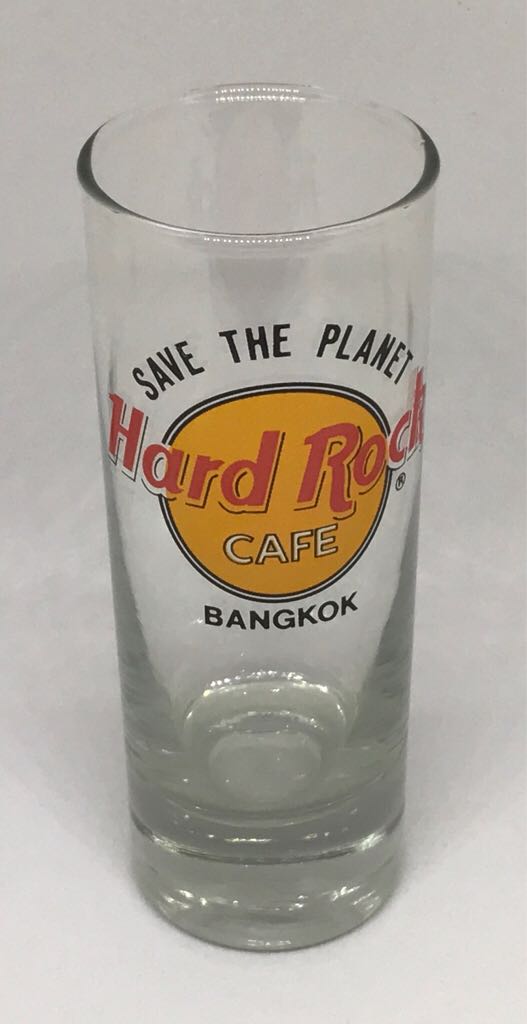 SAVE THE PLANET
Hard Rock
®
CAFE
BANGKOK